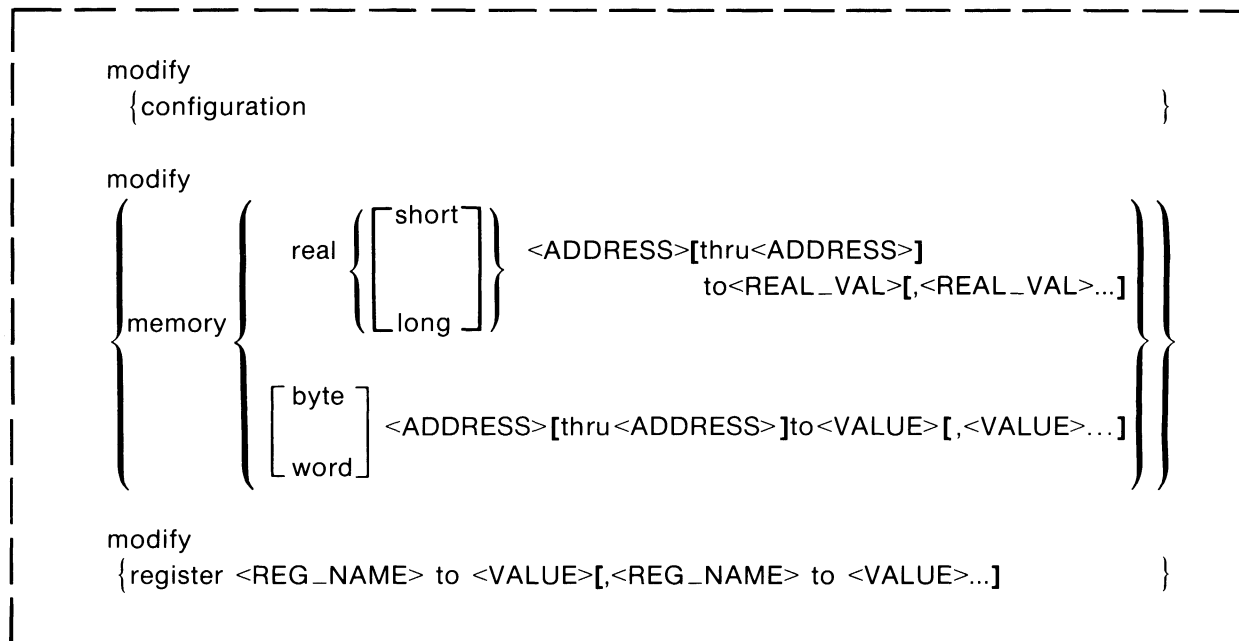 modify
{configuration }
modify
{memory {
real {[short
long]} <ADDRESS>[thru<ADDRESS>]
to<REAL_VAL>[,<REAL_VAL>...]
[byte
word] <ADDRESS>[thru<ADDRESS>]to<VALUE>[,<VALUE>...]
}}
modify
{register <REG_NAME> to <VALUE>[,<REG_NAME> to <VALUE>...] }